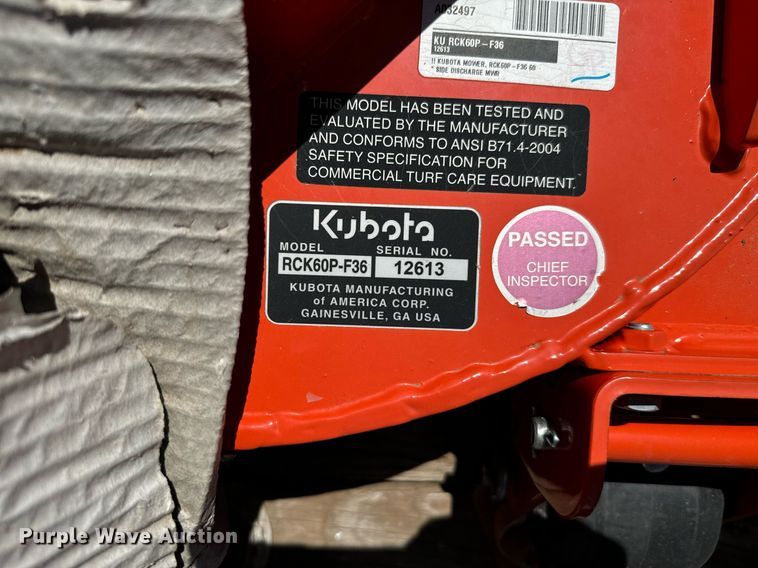 A032497
KU RCK60P-F36
12613
!! KUBOTA MOWER, RCK60P-F36 60
" SIDE DISCHARGE MWR
THIS MODEL HAS BEEN TESTED AND
EVALUATED BY THE MANUFACTURER
AND CONFORMS TO ANSI B71.4-2004
SAFETY SPECIFICATION FOR
COMMERCIAL TURF CARE EQUIPMENT.
Kubota
MODEL SERIAL NO.
RCK60P-F36 12613
KUBOTA MANUFACTURING
of AMERICA CORP.
GAINESVILLE, GA USA
PASSED
CHIEF
INSPECTOR
Purple Wave Auction